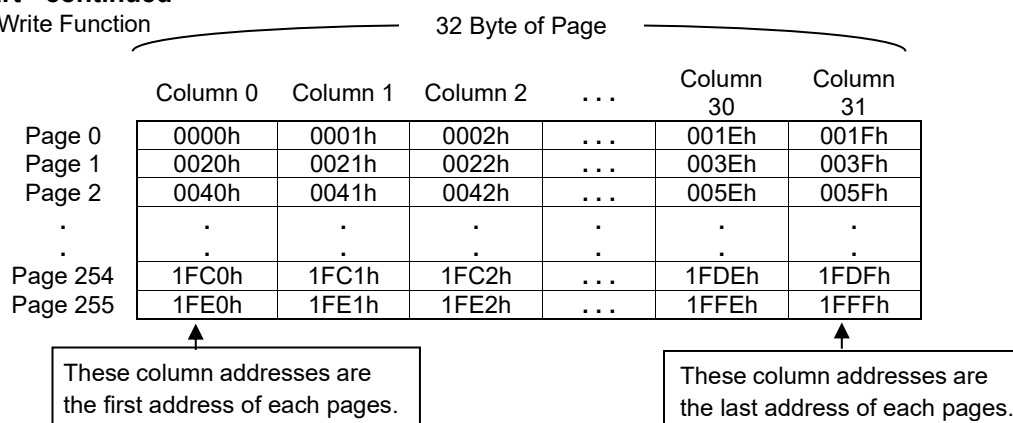 Write Function
32 Byte of Page
Column 0 Column 1 Column 2 ... Column 30 Column 31
Page 0 0000h 0001h 0002h ... 001Eh 001Fh
Page 1 0020h 0021h 0022h ... 003Eh 003Fh
Page 2 0040h 0041h 0042h ... 005Eh 005Fh
. . . . . . .
. . . . . . .
Page 254 1FC0h 1FC1h 1FC2h ... 1FDEh 1FDFh
Page 255 1FE0h 1FE1h 1FE2h ... 1FFEh 1FFFh
These column addresses are
the first address of each pages.
These column addresses are
the last address of each pages.